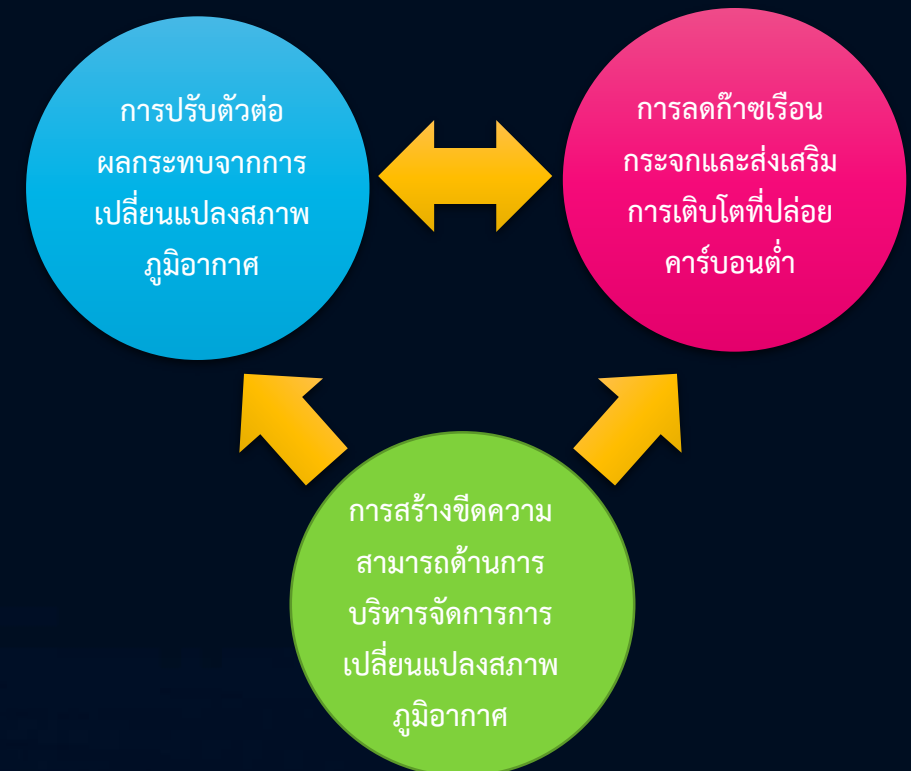 การปรับตัวต่อ
ผลกระทบจากการ
เปลี่ยนแปลงสภาพ
ภูมิอากาศ
การลดก๊าซเรือน
กระจกและส่งเสริม
การเติบโตที่ปล่อย
คาร์บอนต่ำ
การสร้างขีดความ
สามารถด้านการ
บริหารจัดการการ
เปลี่ยนแปลงสภาพ
ภูมิอากาศ